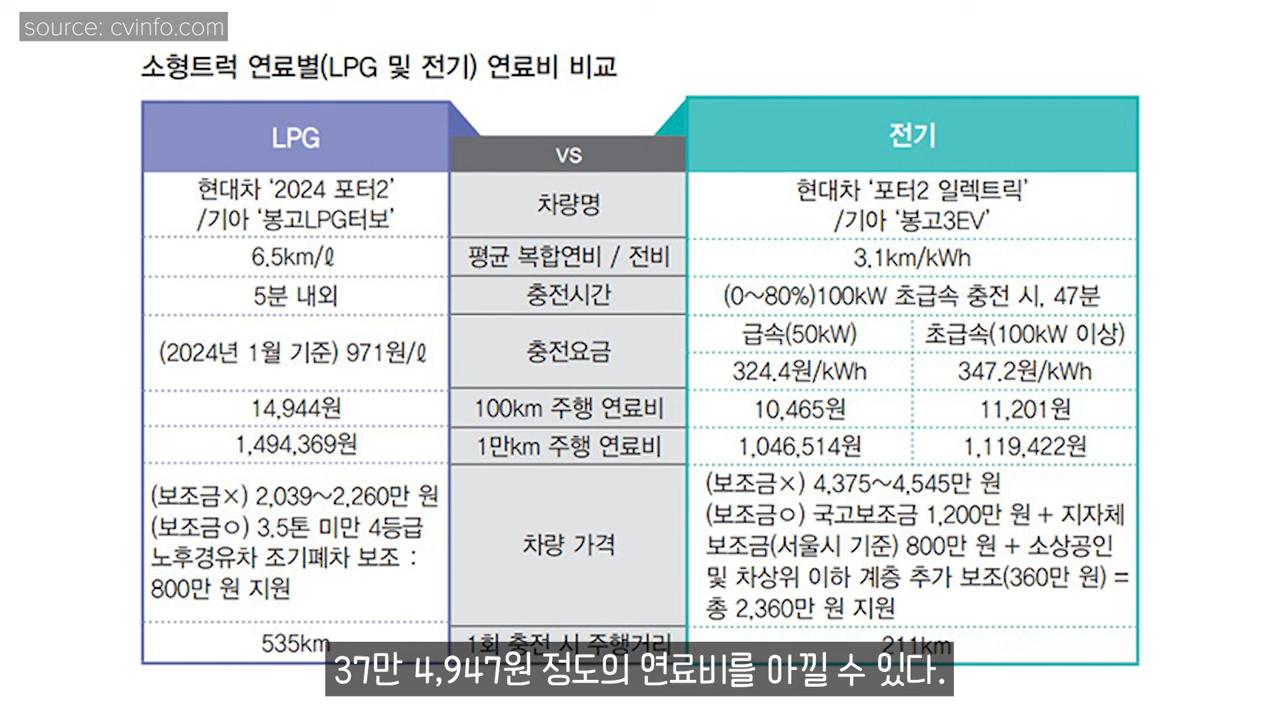 source: cvinfo.com
소형트럭 연료별(LPG 및 전기) 연료비 비교
LPG
vs
전기
현대차 ‘2024 포터2’
/기아 ‘봉고LPG터보’
차량명
현대차 ‘포터2 일렉트릭’
/기아 ‘봉고3EV’
6.5km/ℓ
평균 복합연비 / 전비
3.1km/kWh
5분 내외
충전시간
(0~80%)100kW 초급속 충전 시, 47분
(2024년 1월 기준) 971원/ℓ
충전요금
급속(50kW)
초급속(100kW 이상)
324.4원/kWh
347.2원/kWh
14,944원
100km 주행 연료비
10,465원
11,201원
1,494,369원
1만km 주행 연료비
1,046,514원
1,119,422원
(보조금×) 2,039~2,260만 원
(보조금○) 3.5톤 미만 4등급
노후경유차 조기폐차 보조 :
800만 원 지원
차량 가격
(보조금×) 4,375~4,545만 원
(보조금○) 국고보조금 1,200만 원 + 지자체
보조금(서울시 기준) 800만 원 + 소상공인
및 차상위 이하 계층 추가 보조(360만 원) =
총 2,360만 원 지원
535km
1회 충전 시 주행거리
211km
37만 4,947원 정도의 연료비를 아낄 수 있다.